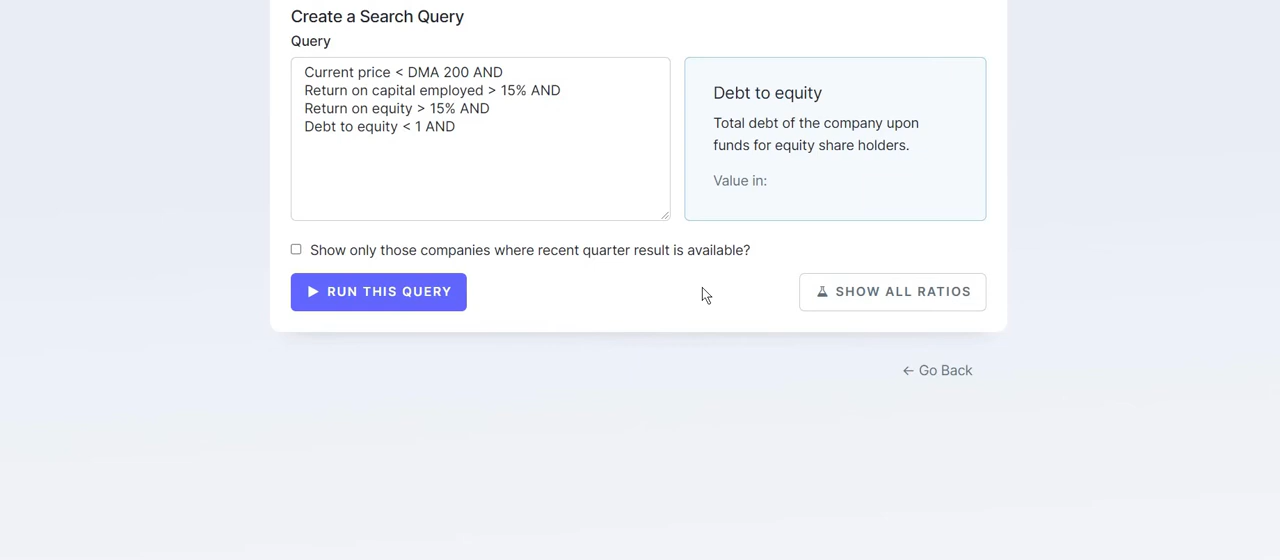 Create a Search Query
Query
Current price < DMA 200 AND
Return on capital employed > 15% AND
Return on equity > 15% AND
Debt to equity < 1 AND
Debt to equity
Total debt of the company upon
funds for equity share holders.
Value in:
Show only those companies where recent quarter result is available?
RUN THIS QUERY
SHOW ALL RATIOS
← Go Back